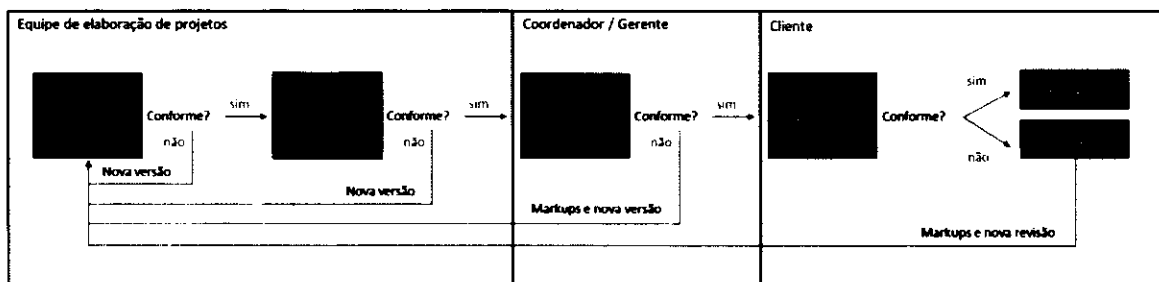 Equipe de elaboração de projetos
Coordenador / Gerente
Cliente
Conforme?
sim
não
Nova versão
Conforme?
sim
não
Nova versão
Conforme?
sim
não
Markups e nova versão
Conforme?
sim
não
Markups e nova revisão